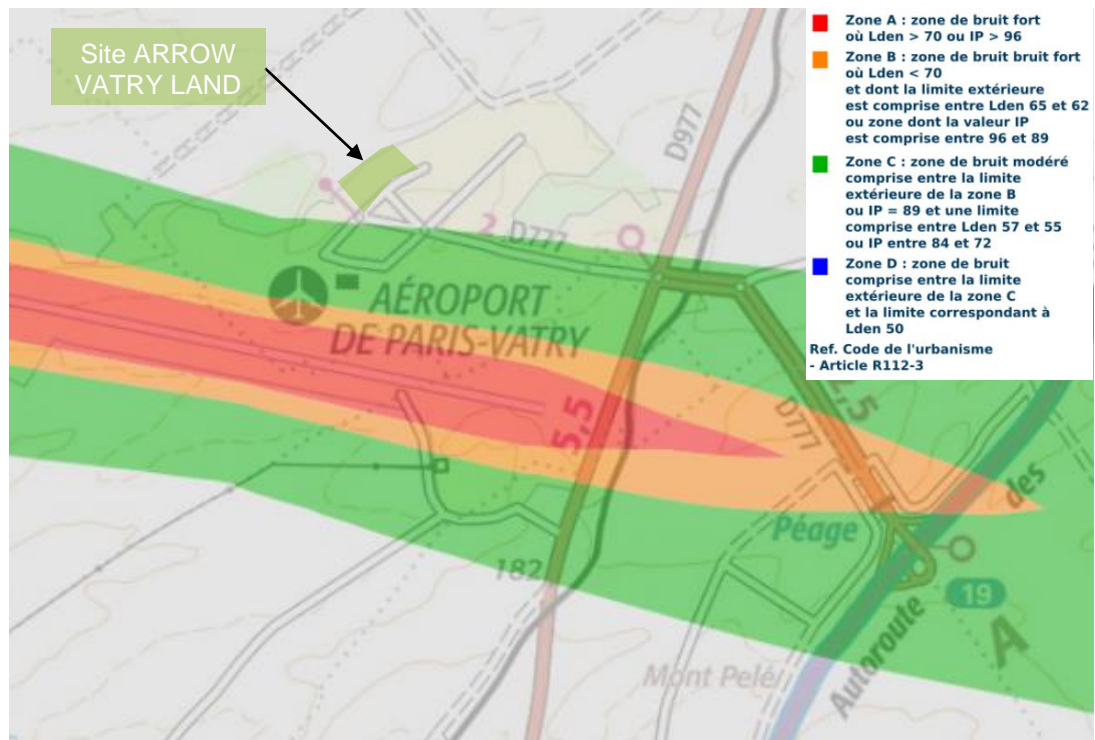 Site ARROW
VATRY LAND
Zone A : zone de bruit fort
où Lden > 70 ou IP > 96
Zone B : zone de bruit bruit fort
où Lden < 70
et dont la limite extérieure
est comprise entre Lden 65 et 62
ou zone dont la valeur IP
est comprise entre 96 et 89
Zone C : zone de bruit modéré
comprise entre la limite
extérieure de la zone B
ou IP = 89 et une limite
comprise entre Lden 57 et 55
ou IP entre 84 et 72
Zone D : zone de bruit
comprise entre la limite
extérieure de la zone C
et la limite correspondant à
Lden 50
Ref. Code de l'urbanisme
- Article R112-3
D977
2
D777
AÉROPORT
DE PARIS-VATRY
5,5
2,5
D777
Péage
des
182
19
A
Mont Pelé
Autoroute